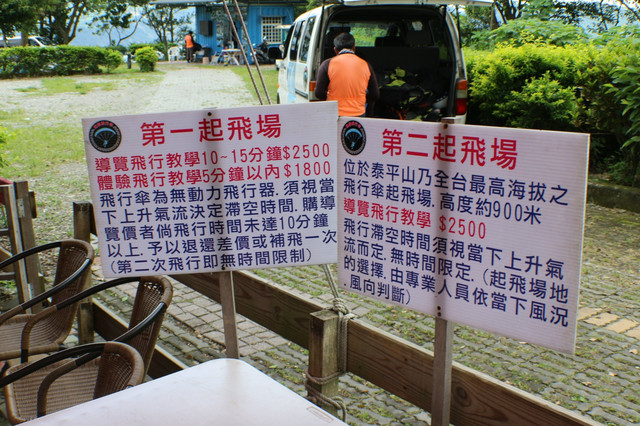 第一起飛場
導覽飛行教學10~15分鐘$2500
體驗飛行教學5分鐘以內$1800
飛行傘為無動力飛行器.須視當
下上升氣流決定滯空時間.購導
覽價者倘飛行時間未達10分鐘
以上.予以退還差價或補飛一次
(第二次飛行即無時間限制)
第二起飛場
位於泰平山乃全台最高海拔之
飛行傘起飛場.高度約900米
導覽飛行教學 $2500
飛行滯空時間須視當下上升氣
流而定.無時間限定.(起飛場地
的選擇.由專業人員依當下風況
風向判斷)